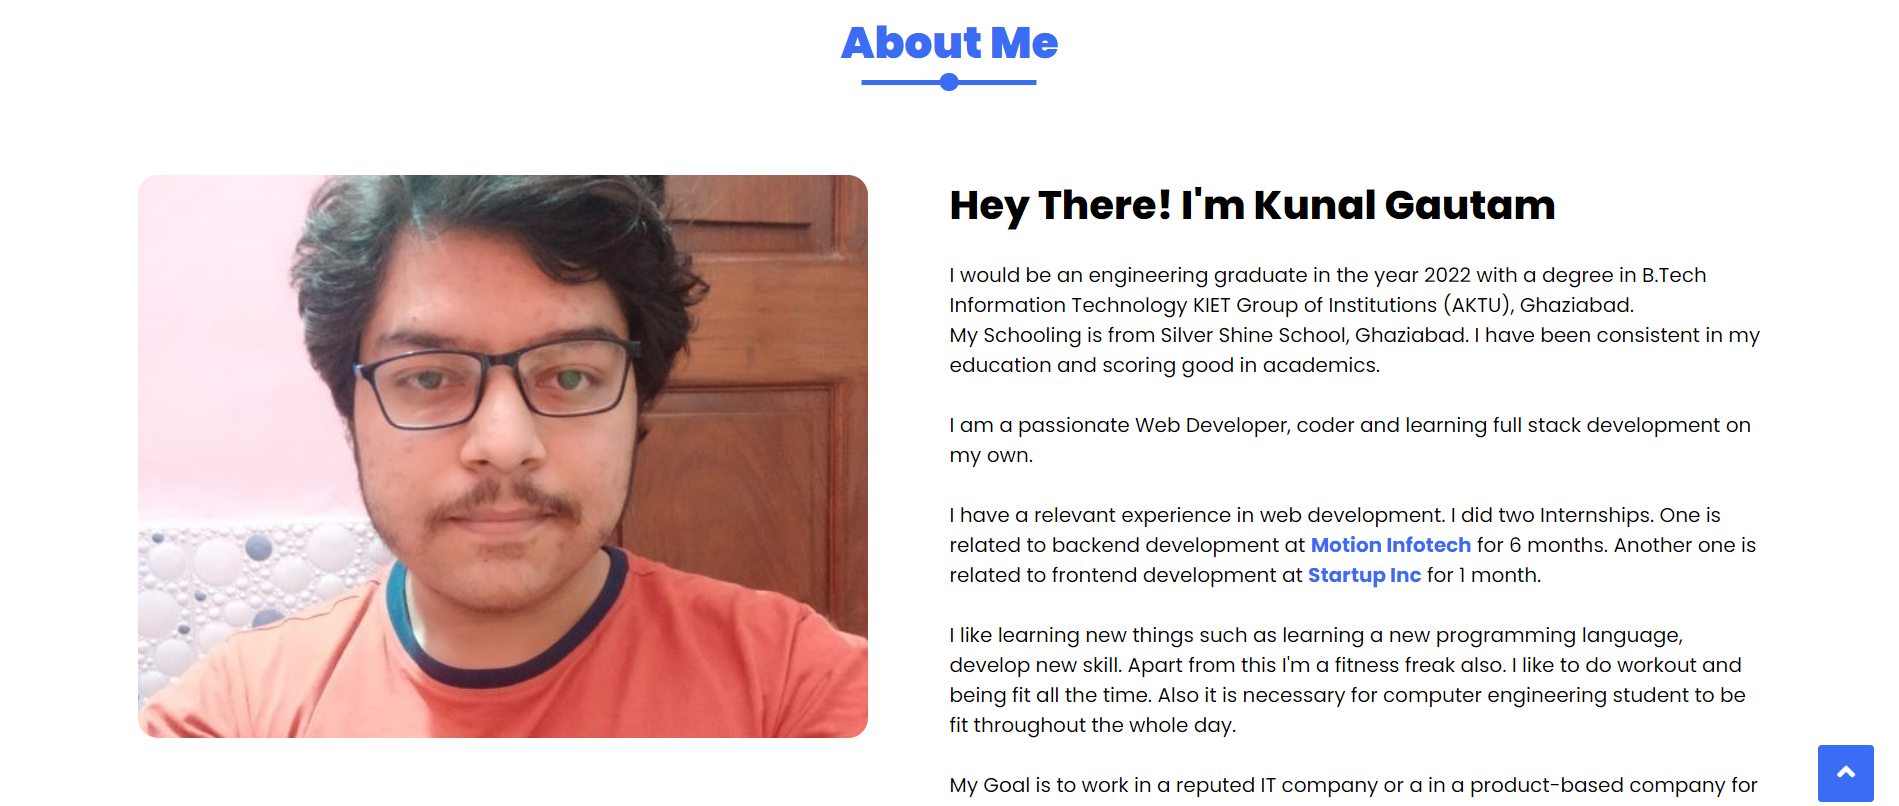 About Me
Hey There! I'm Kunal Gautam
I would be an engineering graduate in the year 2022 with a degree in B.Tech
Information Technology KIET Group of Institutions (AKTU), Ghaziabad.
My Schooling is from Silver Shine School, Ghaziabad. I have been consistent in my
education and scoring good in academics.
I am a passionate Web Developer, coder and learning full stack development on
my own.
I have a relevant experience in web development. I did two Internships. One is
related to backend development at Motion Infotech for 6 months. Another one is
related to frontend development at Startup Inc for 1 month.
I like learning new things such as learning a new programming language,
develop new skill. Apart from this I'm a fitness freak also. I like to do workout and
being fit all the time. Also it is necessary for computer engineering student to be
fit throughout the whole day.
My Goal is to work in a reputed IT company or a in a product-based company for